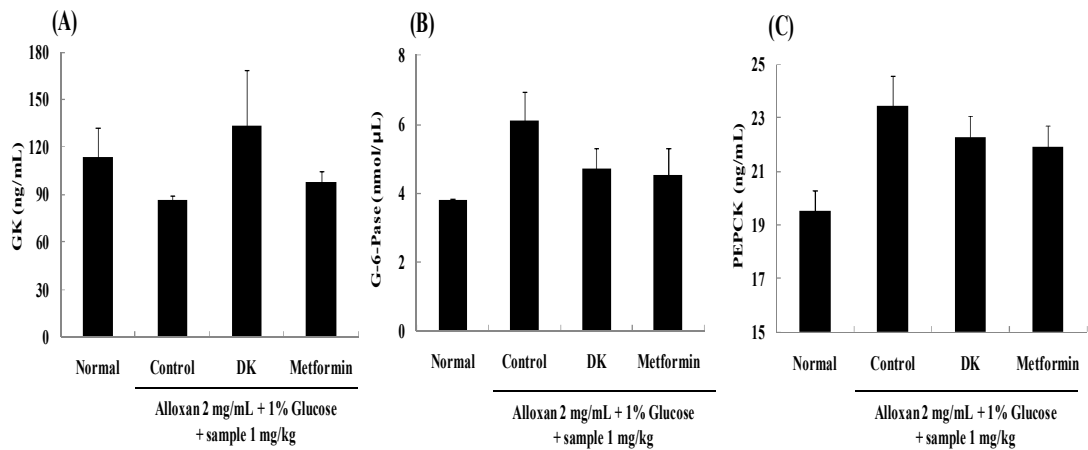 (A)
GK (ng/mL)
180
150
120
90
60
30
0
Normal Control DK Metformin
Alloxan 2 mg/mL + 1% Glucose
+ sample 1 mg/kg
(B)
G-6-Pase (nmol/µL)
8
6
4
2
0
Normal Control DK Metformin
Alloxan 2 mg/mL + 1% Glucose
+ sample 1 mg/kg
(C)
PEPCK (ng/mL)
25
23
21
19
17
15
Normal Control DK Metformin
Alloxan 2 mg/mL + 1% Glucose
+ sample 1 mg/kg